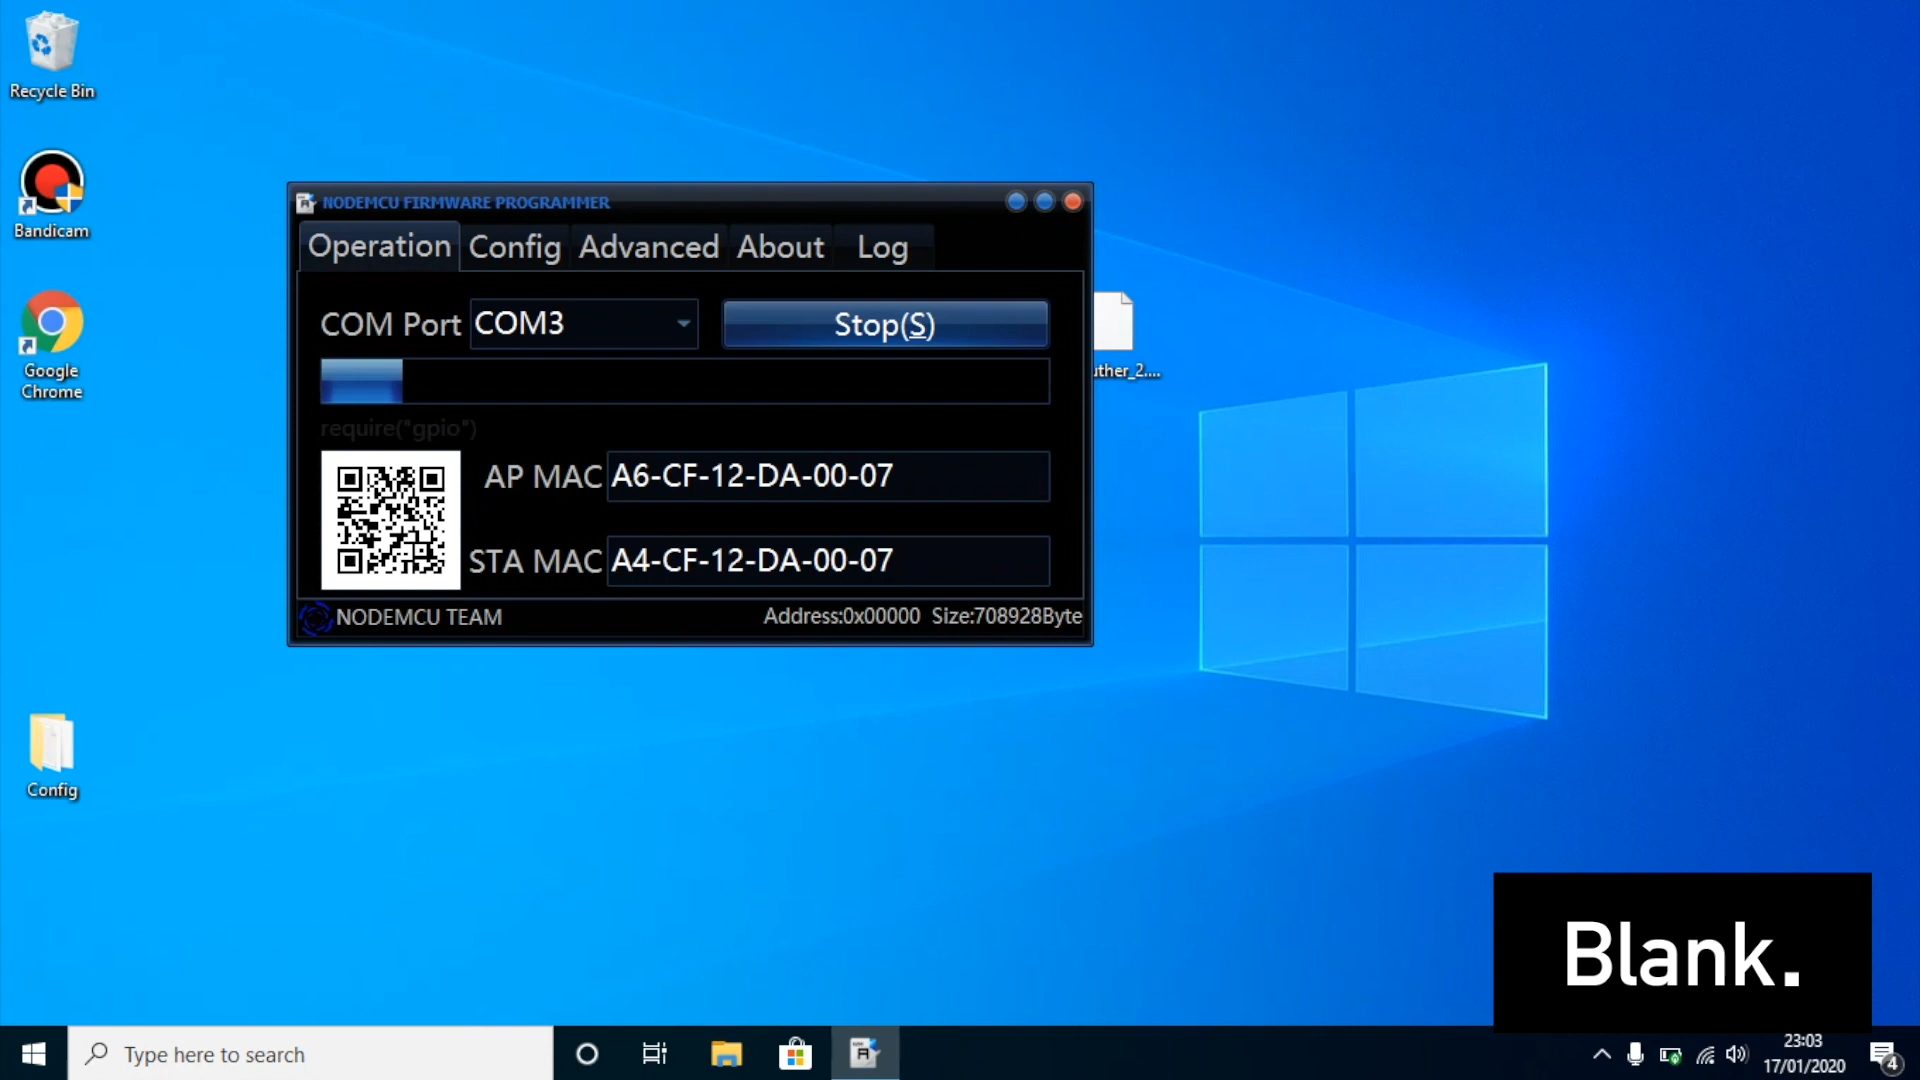 Recycle Bin
Bandicam
Google
Chrome
Config
NODEMCU FIRMWARE PROGRAMMER
Operation Config Advanced About Log
COM Port COM3 Stop(S)
require("gpio")
AP MAC A6-CF-12-DA-00-07
STA MAC A4-CF-12-DA-00-07
NODEMCU TEAM Address:0x00000 Size:708928Byte
uther_2....
Blank.
Type here to search
23:03
17/01/2020
4